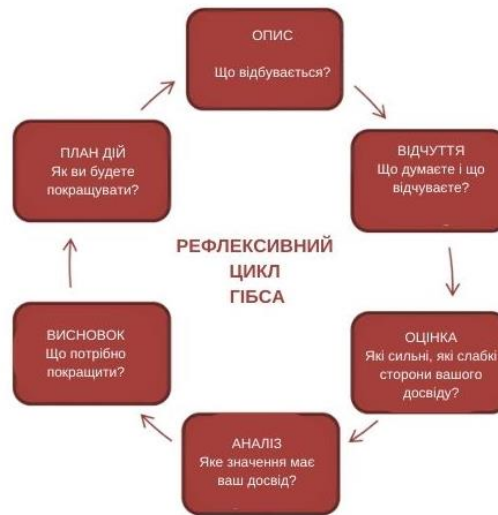 ОПИС
Що відбувається?
ВІДЧУТТЯ
Що думаєте і що
відчуваєте?
ОЦІНКА
Які сильні, які слабкі
сторони вашого
досвіду?
АНАЛІЗ
Яке значення має
ваш досвід?
ВИСНОВОК
Що потрібно
покращити?
ПЛАН ДІЙ
Як ви будете
покращувати?
РЕФЛЕКСИВНИЙ
ЦИКЛ
ГІБСА